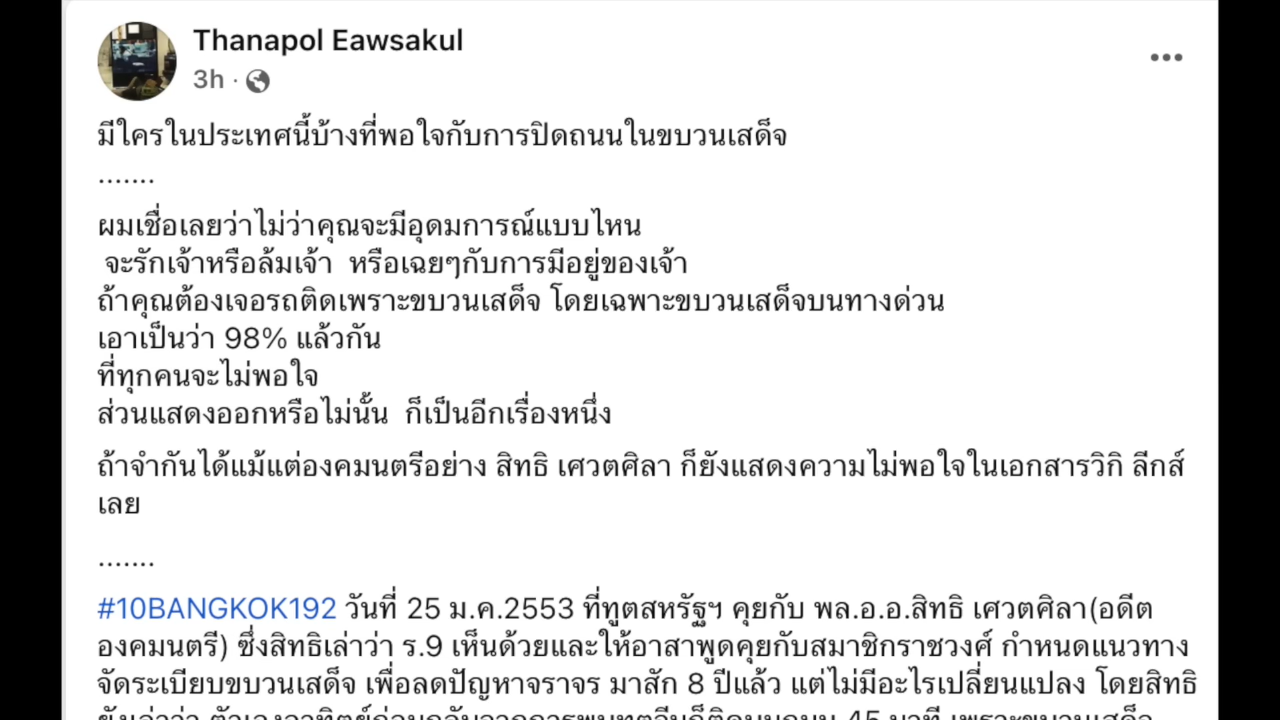 Thanapol Eawsakul
3h ·
มีใครในประเทศนี้บ้างที่พอใจกับการปิดถนนในขบวนเสด็จ
.......
ผมเชื่อเลยว่าไม่ว่าคุณจะมีอุดมการณ์แบบไหน
จะรักเจ้าหรือล้มเจ้า หรือเฉยๆกับการมีอยู่ของเจ้า
ถ้าคุณต้องเจอรถติดเพราะขบวนเสด็จ โดยเฉพาะขบวนเสด็จบนทางด่วน
เอาเป็นว่า 98% แล้วกัน
ที่ทุกคนจะไม่พอใจ
ส่วนแสดงออกหรือไม่นั้น ก็เป็นอีกเรื่องหนึ่ง
ถ้าจำกันได้แม้แต่องคมนตรีอย่าง สิทธิ เศวตศิลา ก็ยังแสดงความไม่พอใจในเอกสารวิกิ ลีกส์
เลย
.......
#10BANGKOK192 วันที่ 25 ม.ค.2553 ที่ทูตสหรัฐฯ คุยกับ พล.อ.อ.สิทธิ เศวตศิลา(อดีต
องคมนตรี) ซึ่งสิทธิเล่าว่า ร.9 เห็นด้วยและให้อาสาพูดคุยกับสมาชิกราชวงศ์ กำหนดแนวทาง
จัดระเบียบขบวนเสด็จ เพื่อลดปัญหาจราจร มาสัก 8 ปีแล้ว แต่ไม่มีอะไรเปลี่ยนแปลง โดยสิทธิ
45 นาที เพราะขบวนเสด็จ